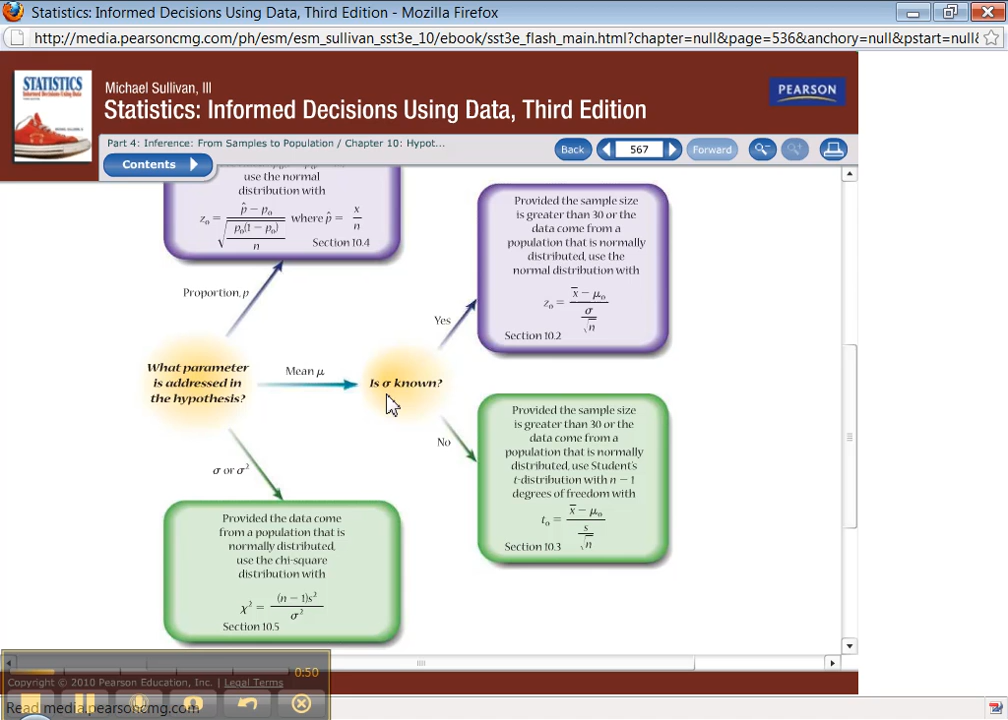 Statistics: Informed Decisions Using Data, Third Edition - Mozilla Firefox
http://media.pearsoncmg.com/ph/esm/esm_sullivan_sst3e_10/ebook/sst3e_flash_main.html?chapter=null&page=536&anchory=null&pstart=null&
STATISTICS
Michael Sullivan, III
Statistics: Informed Decisions Using Data, Third Edition
PEARSON
Part 4: Inference: From Samples to Population / Chapter 10: Hypot...
Contents
Back
567
Forward
use the normal
distribution with
z₀ = (p̂ − p₀) / √(p₀(1 − p₀) / n) where p̂ = x / n
Section 10.4
Provided the sample size
is greater than 30 or the
data come from a
population that is normally
distributed, use the
normal distribution with
z₀ = (x̄ − μ₀) / (σ / √n)
Section 10.2
Proportion, p
Yes
What parameter
is addressed in
the hypothesis?
Mean μ
Is σ known?
No
σ or σ²
Provided the sample size
is greater than 30 or the
data come from a
population that is normally
distributed, use Student's
t-distribution with n − 1
degrees of freedom with
t₀ = (x̄ − μ₀) / (s / √n)
Section 10.3
Provided the data come
from a population that is
normally distributed,
use the chi-square
distribution with
χ² = (n − 1)s² / σ²
Section 10.5
0:50
Copyright © 2010 Pearson Education, Inc. | Legal Terms
Read media.pearsoncmg.com